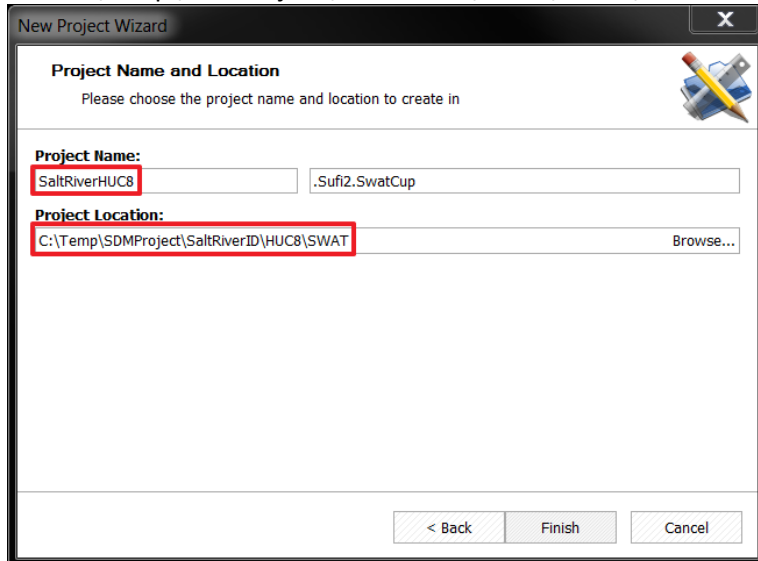 New Project Wizard
X
Project Name and Location
Please choose the project name and location to create in
Project Name:
SaltRiverHUC8 .Sufi2.SwatCup
Project Location:
C:\Temp\SDMProject\SaltRiverID\HUC8\SWAT Browse...
< Back Finish Cancel